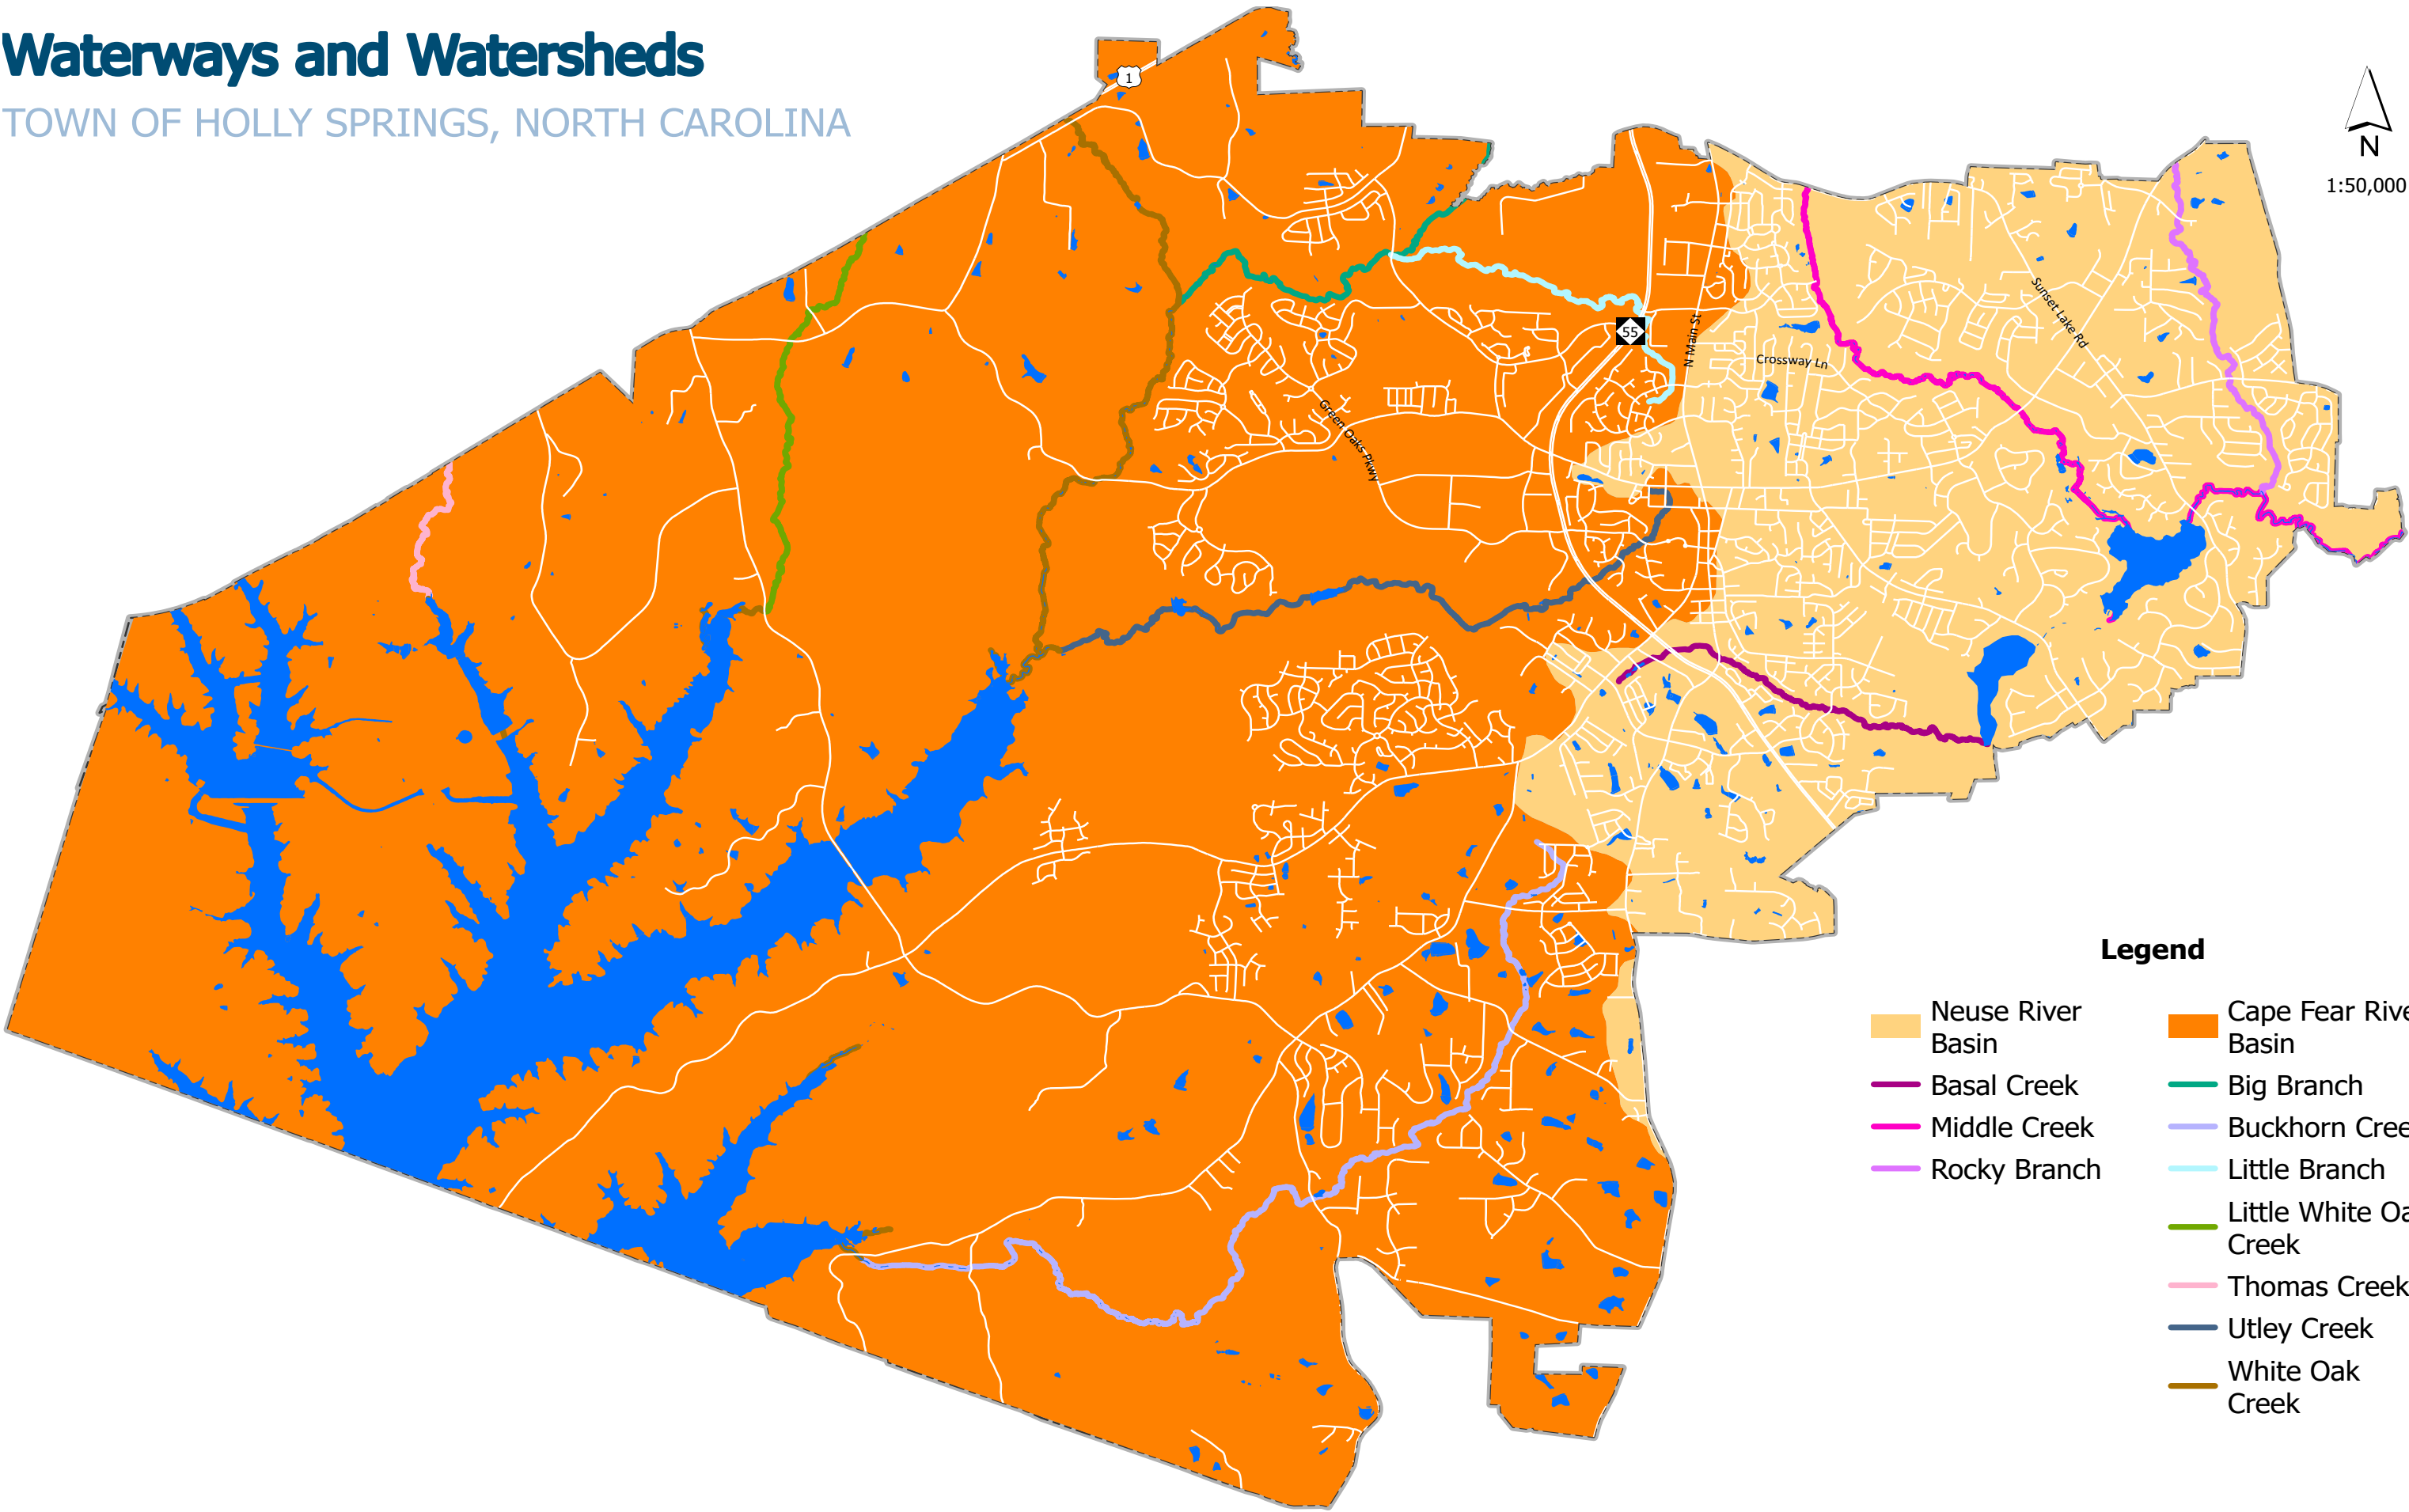 Waterways and Watersheds
TOWN OF HOLLY SPRINGS, NORTH CAROLINA
1
N
1:50,000
55
N Main St
Crossway Ln
Sunset Lake Rd
Green Oaks Pkwy
Legend
Neuse River
Basin
Basal Creek
Middle Creek
Rocky Branch
Cape Fear Rive
Basin
Big Branch
Buckhorn Cree
Little Branch
Little White Oa
Creek
Thomas Creek
Utley Creek
White Oak
Creek